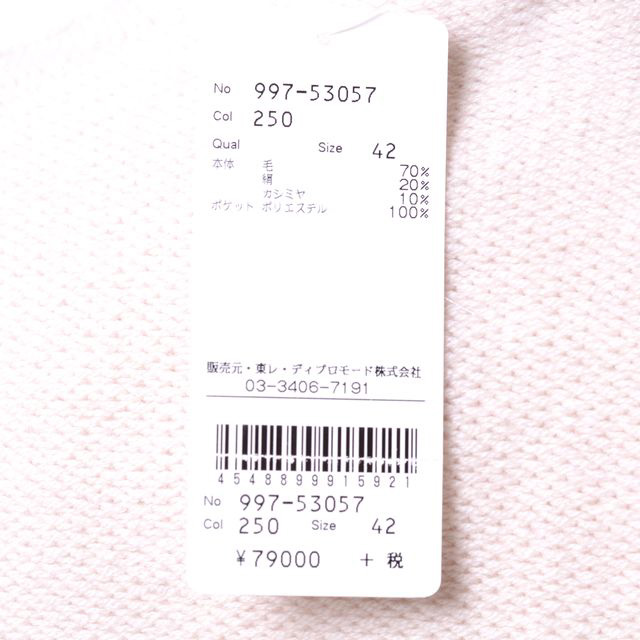 No 997-53057
Col 250
Qual Size 42
本体 毛 70%
絹 20%
カシミヤ 10%
ポケット ポリエステル 100%
販売元・東レ・ディプロモード株式会社
03-3406-7191
4548899915921
No 997-53057
Col 250 Size 42
¥79000 + 税